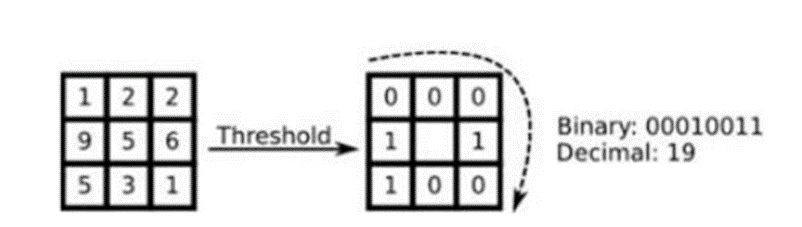 1 2 2
9 5 6
5 3 1
Threshold
0 0 0
1 1
1 0 0
Binary: 00010011
Decimal: 19